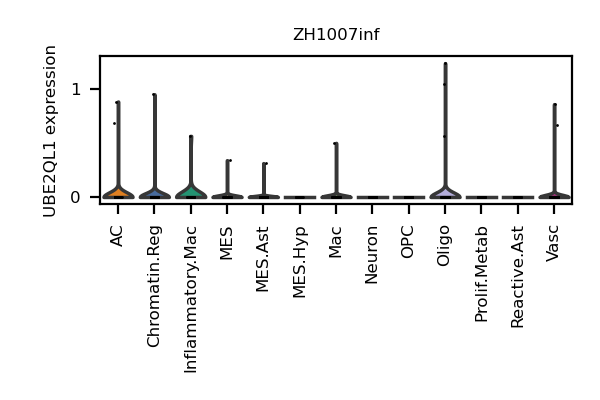 ZH1007inf
UBE2QL1 expression
1
0
AC
Chromatin.Reg
Inflammatory.Mac
MES
MES.Ast
MES.Hyp
Mac
Neuron
OPC
Oligo
Prolif.Metab
Reactive.Ast
Vasc